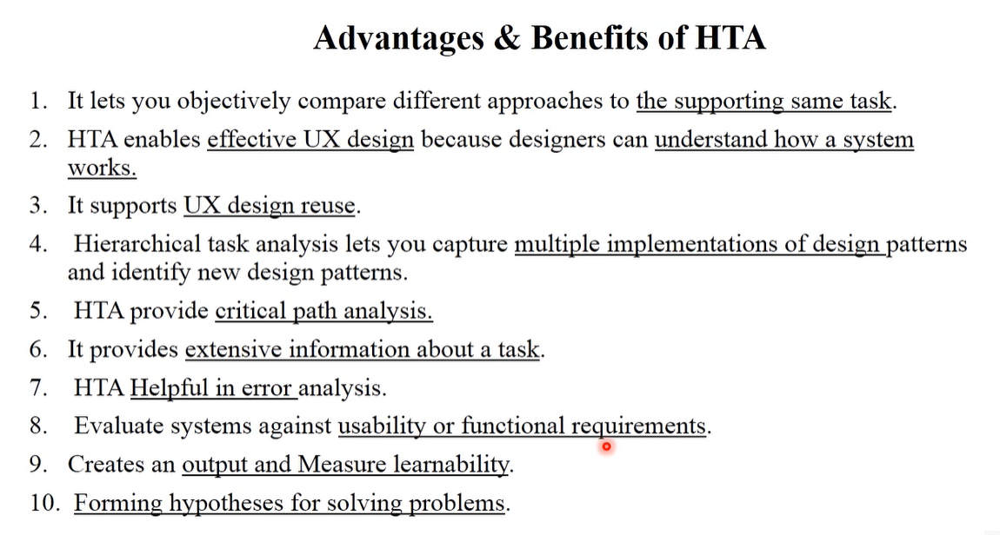 Advantages & Benefits of HTA
1. It lets you objectively compare different approaches to the supporting same task.
2. HTA enables effective UX design because designers can understand how a system
works.
3. It supports UX design reuse.
4. Hierarchical task analysis lets you capture multiple implementations of design patterns
and identify new design patterns.
5. HTA provide critical path analysis.
6. It provides extensive information about a task.
7. HTA Helpful in error analysis.
8. Evaluate systems against usability or functional requirements.
9. Creates an output and Measure learnability.
10. Forming hypotheses for solving problems.